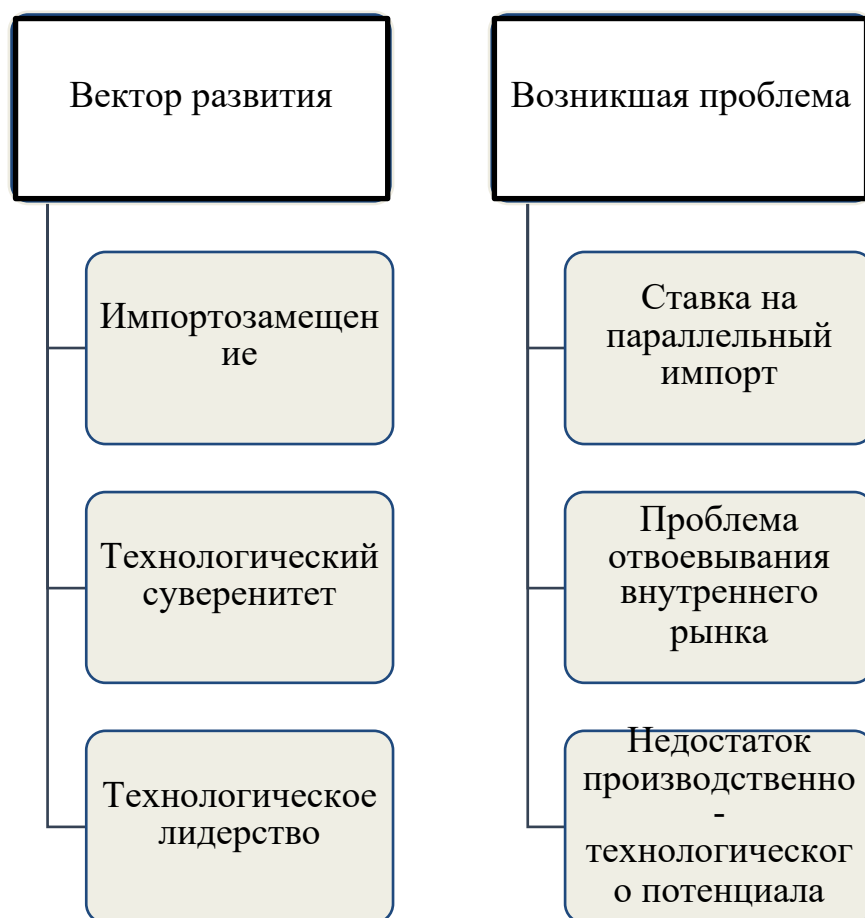 Вектор развития
Импортозамещен
ие
Технологический
суверенитет
Технологическое
лидерство
Возникшая проблема
Ставка на
параллельный
импорт
Проблема
отвоевывания
внутреннего
рынка
Недостаток
производственно
-
технологическог
о потенциала